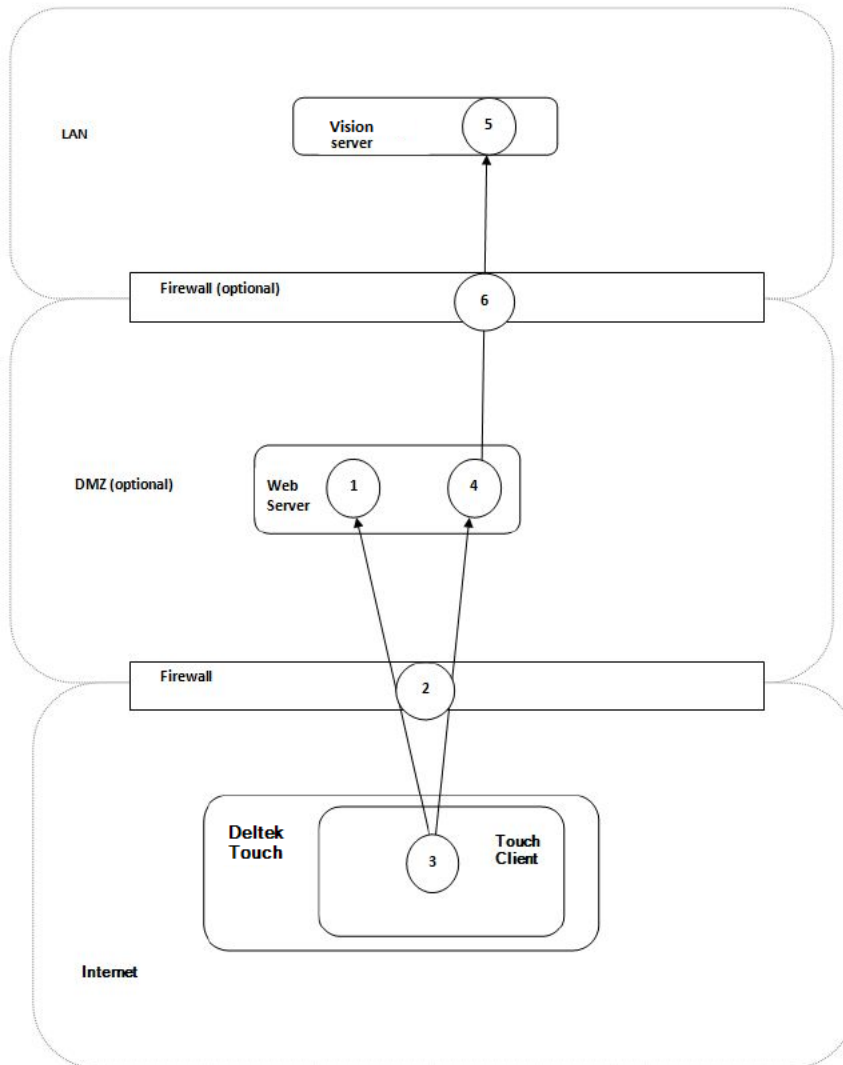 LAN
Vision
server
5
Firewall (optional)
6
DMZ (optional)
Web
Server
1
4
Firewall
2
Deltek
Touch
Touch
Client
3
Internet